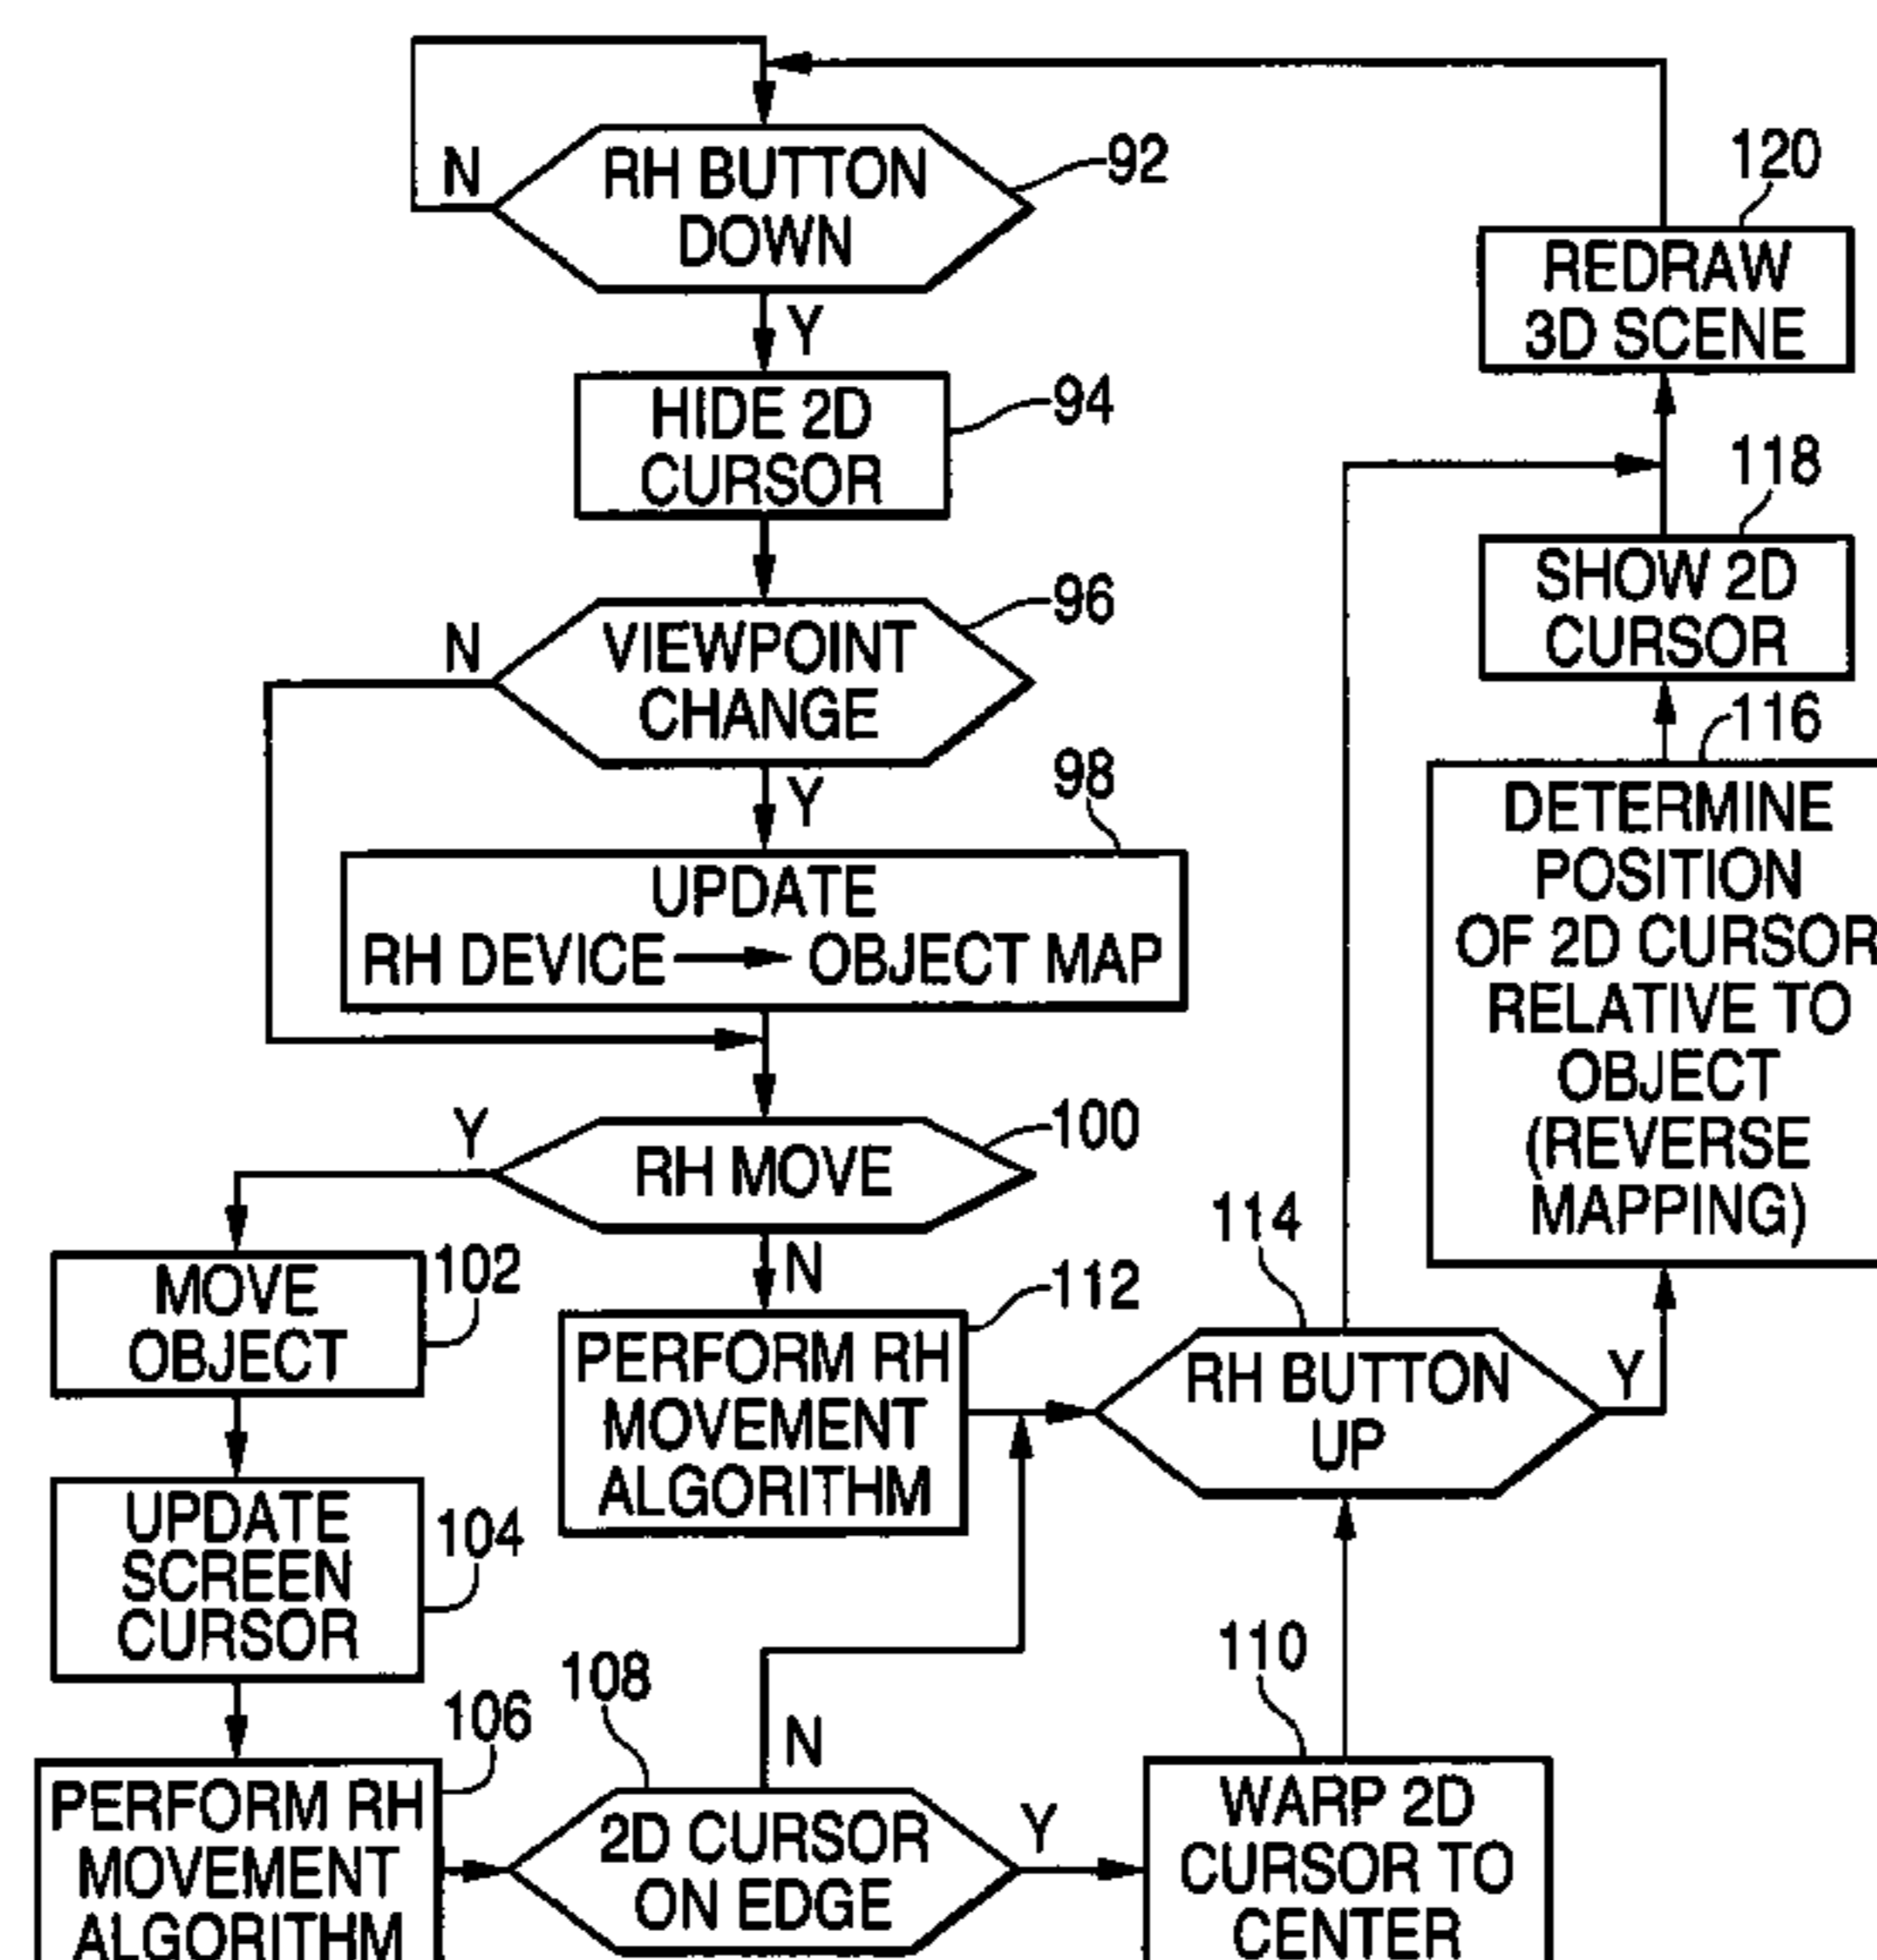 N
RH BUTTON
DOWN
92
Y
HIDE 2D
CURSOR
94
N
VIEWPOINT
CHANGE
96
Y
98
UPDATE
RH DEVICE → OBJECT MAP
Y
RH MOVE
100
N
MOVE
OBJECT
102
UPDATE
SCREEN
CURSOR
104
PERFORM RH
MOVEMENT
ALGORITHM
106
108
N
2D CURSOR
ON EDGE
Y
110
WARP 2D
CURSOR TO
CENTER
PERFORM RH
MOVEMENT
ALGORITHM
112
114
RH BUTTON
UP
Y
116
DETERMINE
POSITION
OF 2D CURSOR
RELATIVE TO
OBJECT
(REVERSE
MAPPING)
118
SHOW 2D
CURSOR
120
REDRAW
3D SCENE